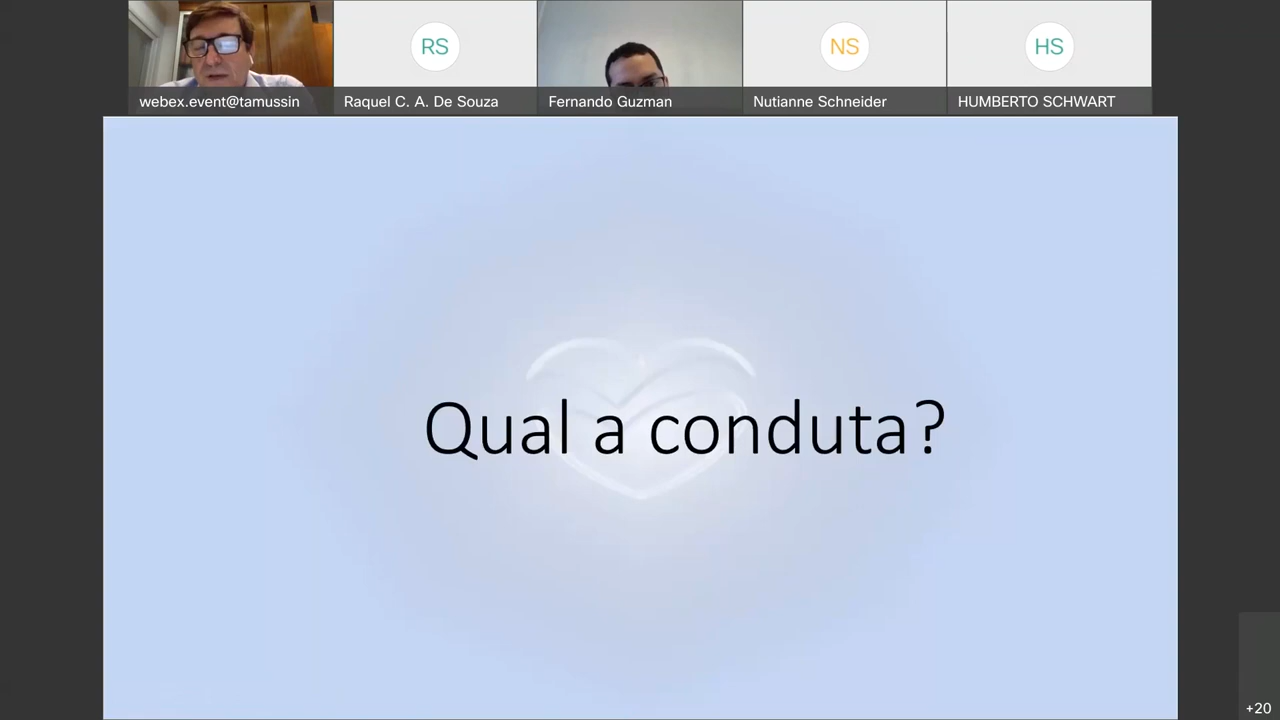 RS
NS
HS
webex.event@tamussin
Raquel C. A. De Souza
Fernando Guzman
Nutianne Schneider
HUMBERTO SCHWART
Qual a conduta?
+20